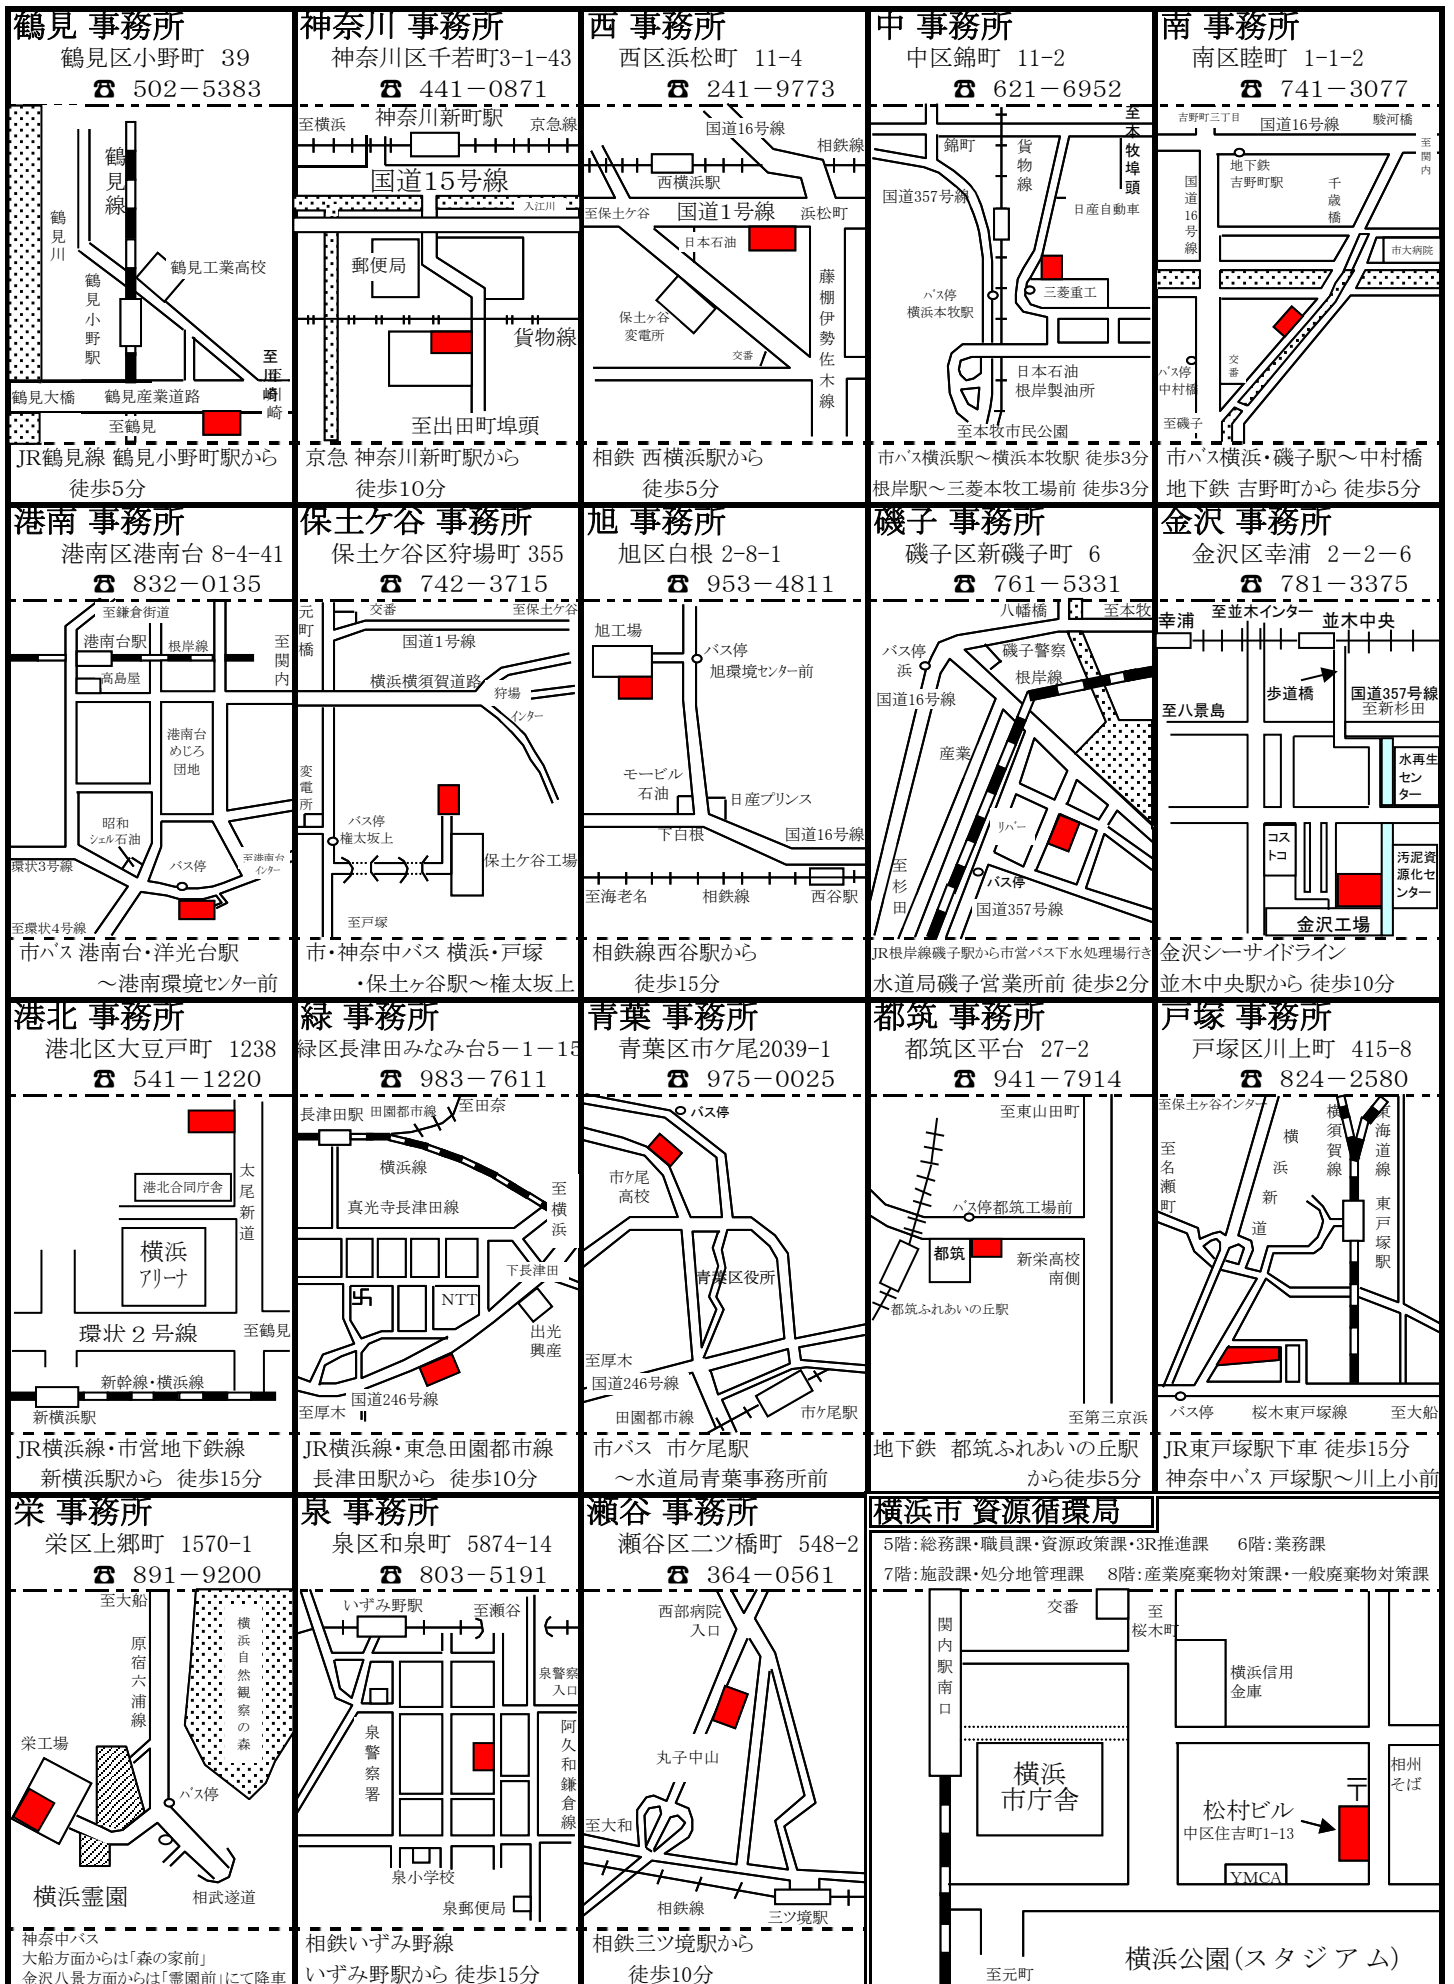 鶴見 事務所
鶴見区小野町 39
☎ 502－5383
鶴見線
鶴見川
鶴見工業高校
鶴見小野駅
至川崎
至川崎
鶴見大橋
鶴見産業道路
至鶴見
JR鶴見線 鶴見小野町駅から
徒歩5分
神奈川 事務所
神奈川区千若町3-1-43
☎ 441－0871
至横浜
神奈川新町駅
京急線
国道15号線
入江川
郵便局
貨物線
至出田町埠頭
京急 神奈川新町駅から
徒歩10分
西 事務所
西区浜松町 11-4
☎ 241－9773
国道16号線
相鉄線
西横浜駅
至保土ケ谷
国道1号線
浜松町
日本石油
保土ヶ谷
変電所
藤棚伊勢佐木線
交番
相鉄 西横浜駅から
徒歩5分
中 事務所
中区錦町 11-2
☎ 621－6952
至本牧埠頭
錦町
貨物線
国道357号線
日産自動車
三菱重工
バス停
横浜本牧駅
日本石油
根岸製油所
至本牧市民公園
市バス横浜駅～横浜本牧駅 徒歩3分
根岸駅～三菱本牧工場前 徒歩3分
南 事務所
南区睦町 1-1-2
☎ 741－3077
吉野町三丁目
国道16号線
駿河橋
至関内
地下鉄
吉野町駅
国道16号線
千歳橋
市大病院
交番
バス停
中村橋
至磯子
市バス横浜・磯子駅～中村橋
地下鉄 吉野町から 徒歩5分
港南 事務所
港南区港南台 8-4-41
☎ 832－0135
至鎌倉街道
港南台駅
根岸線
至関内
高島屋
港南台
めじろ
団地
昭和
シェル石油
バス停
至港南台
インター
環状3号線
至環状4号線
市バス 港南台・洋光台駅
～港南環境センター前
保土ケ谷 事務所
保土ケ谷区狩場町 355
☎ 742－3715
元町橋
交番
至保土ケ谷
国道1号線
横浜横須賀道路
狩場
インター
変電所
バス停
権太坂上
保土ケ谷工場
至戸塚
市・神奈中バス 横浜・戸塚
・保土ヶ谷駅～権太坂上
旭 事務所
旭区白根 2-8-1
☎ 953－4811
旭工場
バス停
旭環境センター前
モービル
石油
日産プリンス
下白根
国道16号線
至海老名
相鉄線
西谷駅
相鉄線西谷駅から
徒歩15分
磯子 事務所
磯子区新磯子町 6
☎ 761－5331
八幡橋
至本牧
バス停
浜
磯子警察
根岸線
国道16号線
産業
リバー
至杉田
バス停
国道357号線
JR根岸線磯子駅から市営バス下水処理場行き
水道局磯子営業所前 徒歩2分
金沢 事務所
金沢区幸浦 2－2－6
☎ 781－3375
幸浦
至並木インター
並木中央
歩道橋
国道357号線
至新杉田
至八景島
水再生
セン
ター
コス
トコ
汚泥資
源化セ
ンター
金沢工場
金沢シーサイドライン
並木中央駅から 徒歩10分
港北 事務所
港北区大豆戸町 1238
☎ 541－1220
港北合同庁舎
太尾新道
横浜
アリーナ
環状２号線
至鶴見
新幹線・横浜線
新横浜駅
JR横浜線・市営地下鉄線
新横浜駅から 徒歩15分
緑 事務所
緑区長津田みなみ台5－1－15
☎ 983－7611
長津田駅
田園都市線
至田奈
横浜線
至横浜
真光寺長津田線
下長津田
卐
NTT
出光
興産
国道246号線
至厚木
JR横浜線・東急田園都市線
長津田駅から 徒歩10分
青葉 事務所
青葉区市ケ尾2039-1
☎ 975－0025
バス停
市ケ尾
高校
青葉区役所
至厚木
国道246号線
田園都市線
市ケ尾駅
市バス 市ケ尾駅
～水道局青葉事務所前
都筑 事務所
都筑区平台 27-2
☎ 941－7914
至東山田町
バス停都筑工場前
都筑
新栄高校
南側
都筑ふれあいの丘駅
至第三京浜
地下鉄 都筑ふれあいの丘駅
から徒歩5分
戸塚 事務所
戸塚区川上町 415-8
☎ 824－2580
至保土ヶ谷インター
横須賀線
東海道線
横浜新道
至名瀬町
東戸塚駅
バス停
桜木東戸塚線
至大船
JR東戸塚駅下車 徒歩15分
神奈中バス 戸塚駅～川上小前
栄 事務所
栄区上郷町 1570-1
☎ 891－9200
至大船
原宿六浦線
横浜自然観察の森
栄工場
バス停
横浜霊園
相武遂道
神奈中バス
大船方面からは「森の家前」
金沢八景方面からは「霊園前」にて降車
泉 事務所
泉区和泉町 5874-14
☎ 803－5191
いずみ野駅
至瀬谷
泉警察
入口
泉警察署
阿久和鎌倉線
泉小学校
泉郵便局
相鉄いずみ野線
いずみ野駅から 徒歩15分
瀬谷 事務所
瀬谷区二ツ橋町 548-2
☎ 364－0561
西部病院
入口
丸子中山
至大和
相鉄線
三ツ境駅
相鉄三ツ境駅から
徒歩10分
横浜市 資源循環局
5階：総務課・職員課・資源政策課・3R推進課 6階：業務課
7階：施設課・処分地管理課 8階：産業廃棄物対策課・一般廃棄物対策課
関内駅南口
交番
至
桜木町
横浜信用
金庫
横浜
市庁舎
相州
そば
〒
松村ビル
中区住吉町1-13
YMCA
至元町
横浜公園(スタジアム)